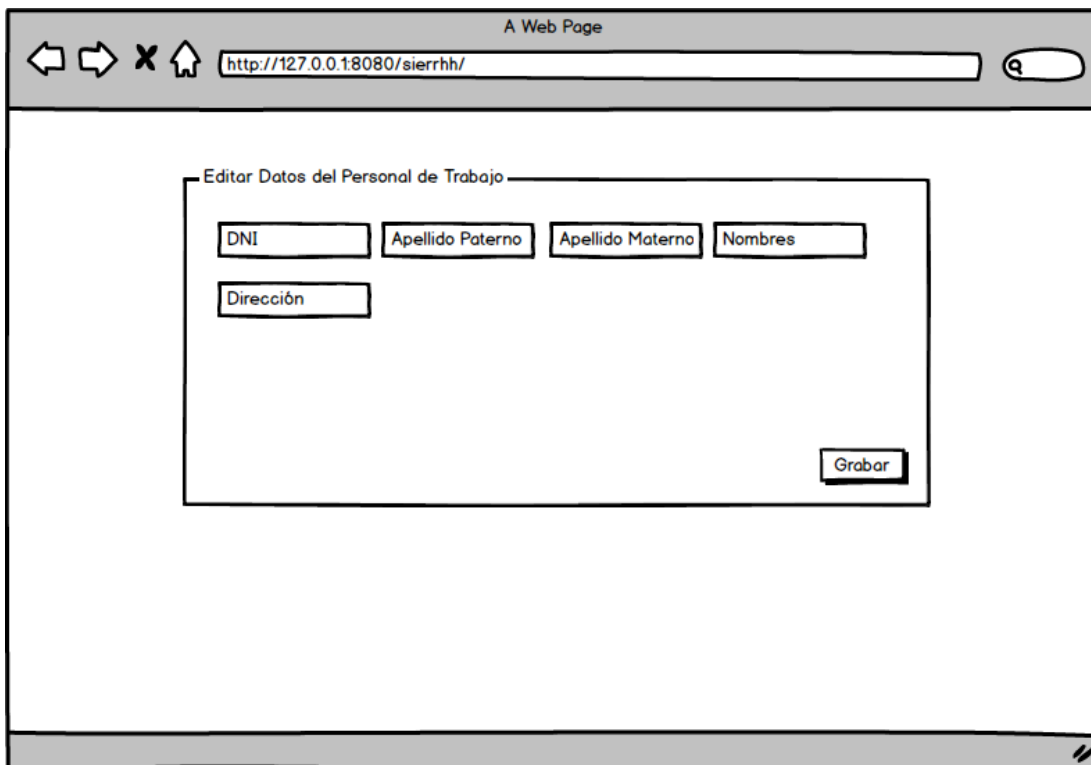 A Web Page
http://127.0.0.1:8080/sierrhh/
Editar Datos del Personal de Trabajo
DNI Apellido Paterno Apellido Materno Nombres
Dirección
Grabar